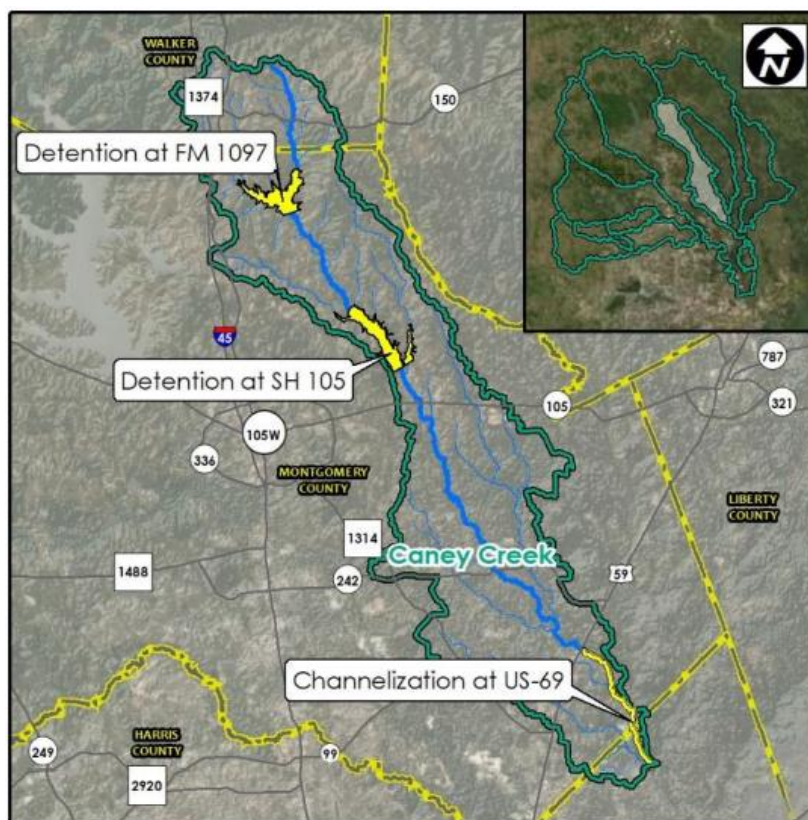 WALKER
COUNTY
1374
150
N
Detention at FM 1097
45
Detention at SH 105
787
321
105
105W
336
MONTGOMERY
COUNTY
LIBERTY
COUNTY
1314
Caney Creek
1488
242
59
Channelization at US-69
HARRIS
COUNTY
249
99
2920